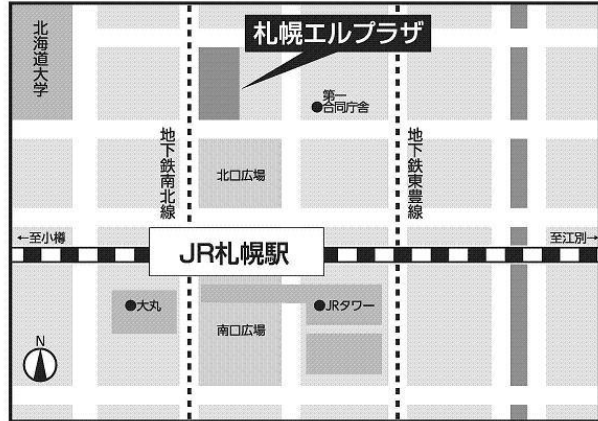 北海道大学
札幌エルプラザ
第一
●合同庁舎
地下鉄南北線
北口広場
地下鉄東豊線
←至小樽
至江別→
JR札幌駅
●大丸
●JRタワー
南口広場
N